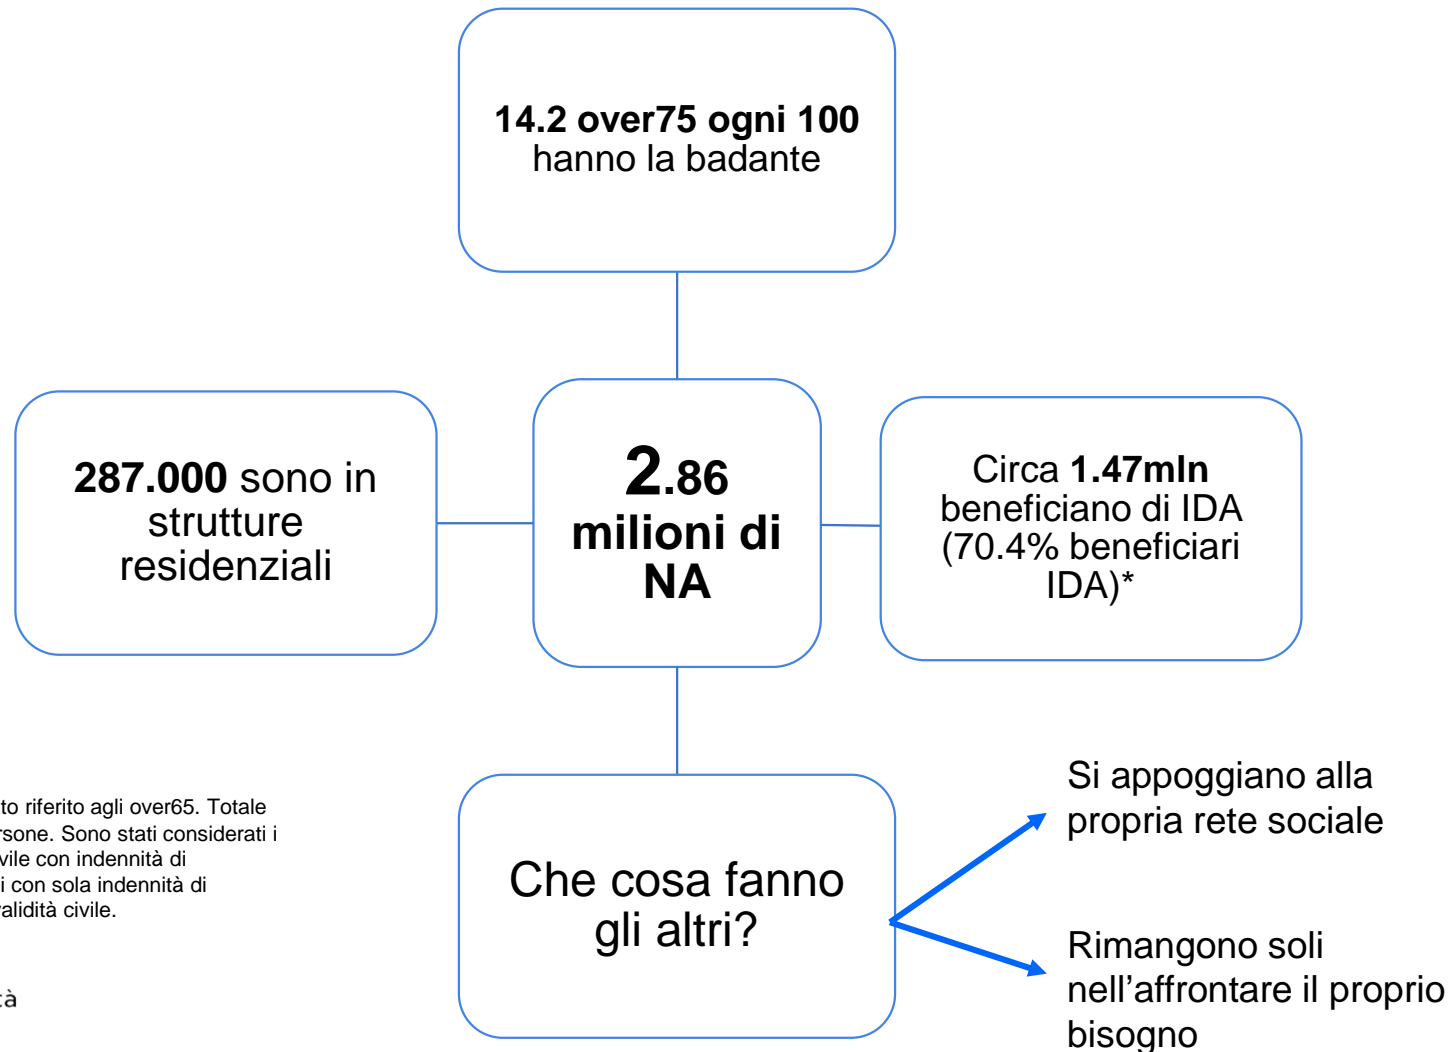 14.2 over75 ogni 100
hanno la badante
287.000 sono in
strutture
residenziali
2.86
milioni di
NA
Circa 1.47mln
beneficiano di IDA
(70.4% beneficiari
IDA)*
riferito agli over65. Totale
Sono stati considerati i
con indennità di
con sola indennità di
civile.
Che cosa fanno
gli altri?
Si appoggiano alla
propria rete sociale
Rimangono soli
nell’affrontare il proprio
bisogno